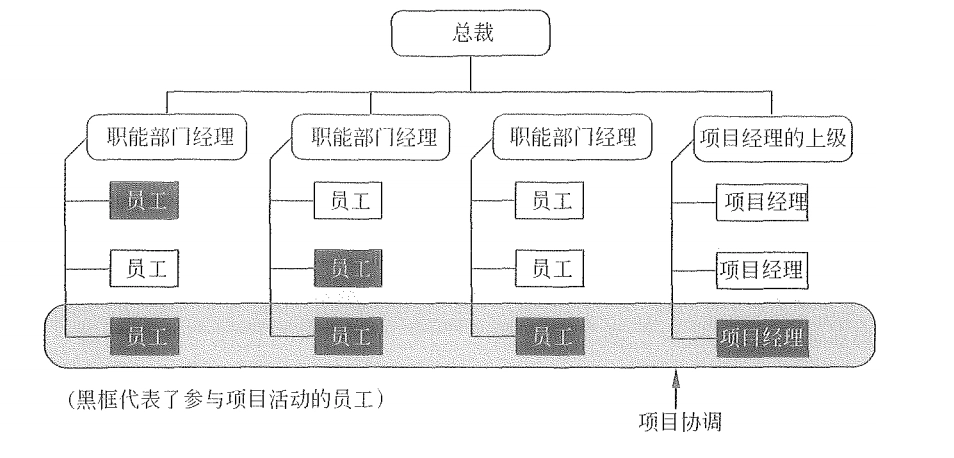 总裁
职能部门经理 职能部门经理 职能部门经理 项目经理的上级
员工 员工 员工 项目经理
员工 员工 员工 项目经理
员工 员工 员工 项目经理
(黑框代表了参与项目活动的员工)
项目协调